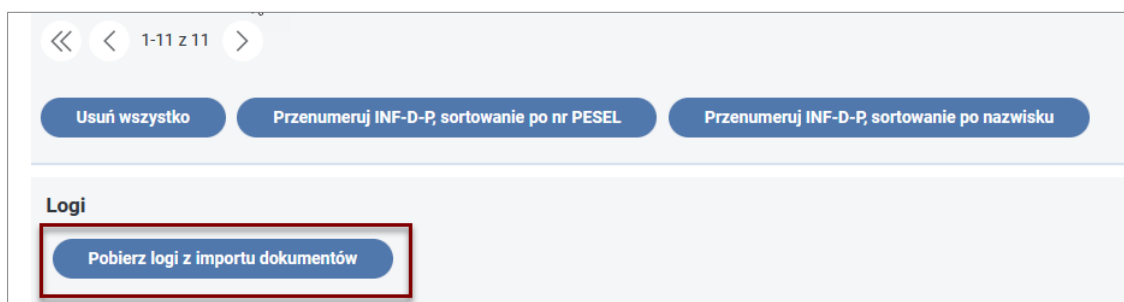 1-11 z 11
Usuń wszystko Przenumeruj INF-D-P, sortowanie po nr PESEL Przenumeruj INF-D-P, sortowanie po nazwisku
Logi
Pobierz logi z importu dokumentów